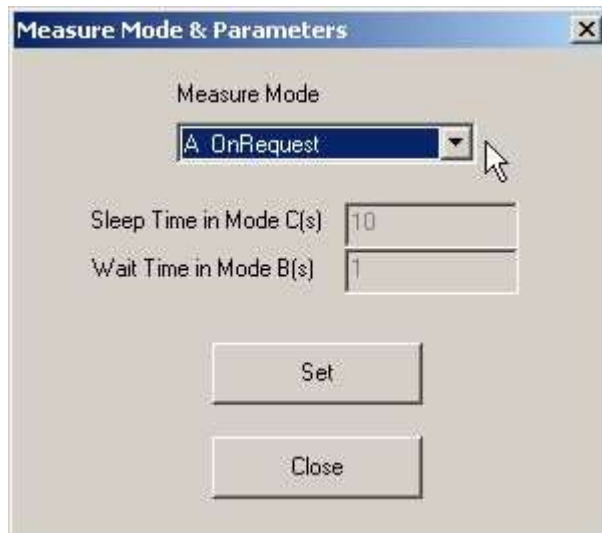 Measure Mode & Parameters
Measure Mode
A OnRequest
Sleep Time in Mode C(s) 10
Wait Time in Mode B(s) 1
Set
Close